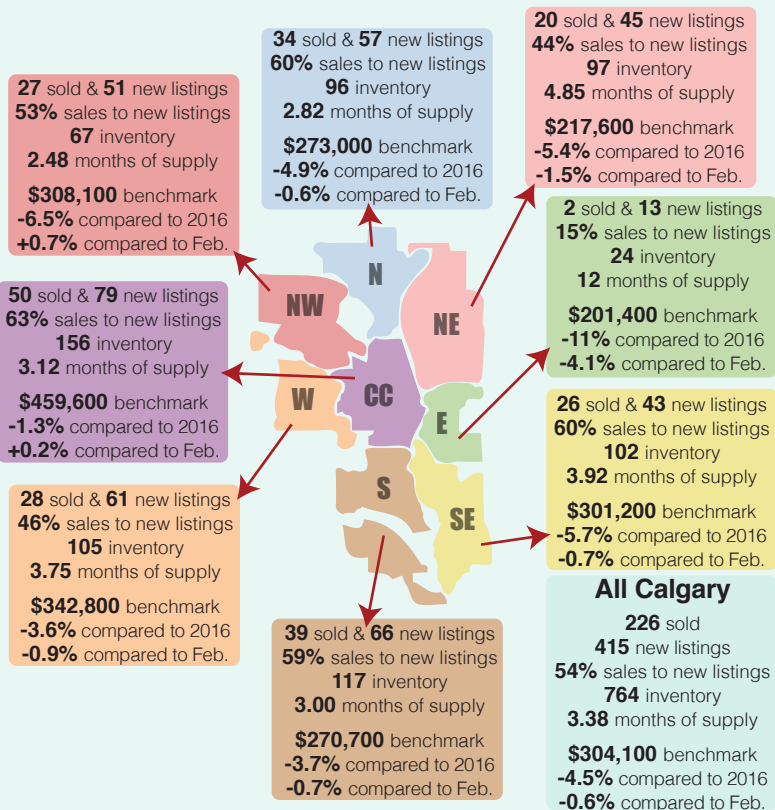 34 sold & 57 new listings
60% sales to new listings
96 inventory
2.82 months of supply
$273,000 benchmark
-4.9% compared to 2016
-0.6% compared to Feb.
20 sold & 45 new listings
44% sales to new listings
97 inventory
4.85 months of supply
$217,600 benchmark
-5.4% compared to 2016
-1.5% compared to Feb.
27 sold & 51 new listings
53% sales to new listings
67 inventory
2.48 months of supply
$308,100 benchmark
-6.5% compared to 2016
+0.7% compared to Feb.
2 sold & 13 new listings
15% sales to new listings
24 inventory
12 months of supply
$201,400 benchmark
-11% compared to 2016
-4.1% compared to Feb.
50 sold & 79 new listings
63% sales to new listings
156 inventory
3.12 months of supply
$459,600 benchmark
-1.3% compared to 2016
+0.2% compared to Feb.
N
NW
NE
W
CC
E
S
SE
26 sold & 43 new listings
60% sales to new listings
102 inventory
3.92 months of supply
$301,200 benchmark
-5.7% compared to 2016
-0.7% compared to Feb.
28 sold & 61 new listings
46% sales to new listings
105 inventory
3.75 months of supply
$342,800 benchmark
-3.6% compared to 2016
-0.9% compared to Feb.
39 sold & 66 new listings
59% sales to new listings
117 inventory
3.00 months of supply
$270,700 benchmark
-3.7% compared to 2016
-0.7% compared to Feb.
All Calgary
226 sold
415 new listings
54% sales to new listings
764 inventory
3.38 months of supply
$304,100 benchmark
-4.5% compared to 2016
-0.6% compared to Feb.